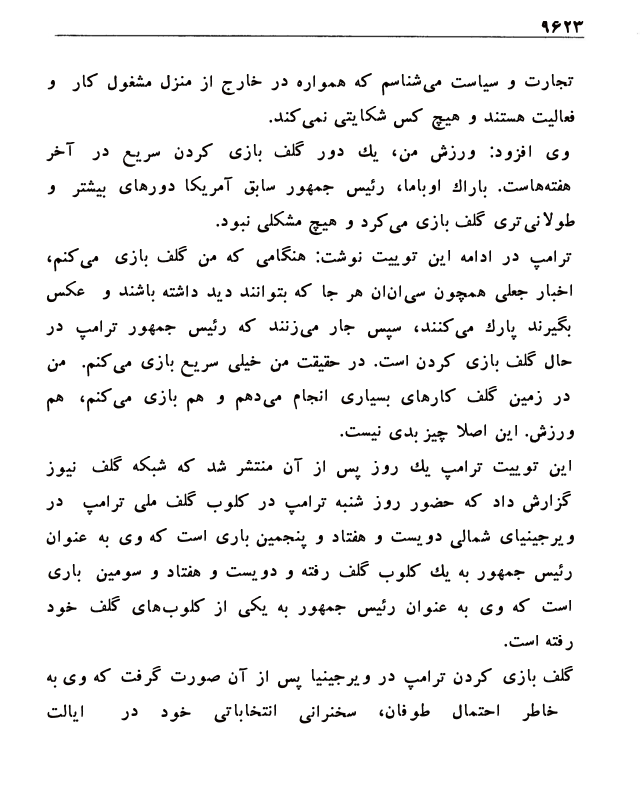 ۹۶۲۳
تجارت و سیاست می‌شناسم که همواره در خارج از منزل مشغول کار و
فعالیت هستند و هیچ کس شکایتی نمی‌کند.
وی افزود: ورزش من، یك دور گلف بازی کردن سریع در آخر
هفته‌هاست. باراك اوباما، رئیس جمهور سابق آمریکا دورهای بیشتر و
طولانی‌تری گلف بازی می‌کرد و هیچ مشکلی نبود.
ترامپ در ادامه این توییت نوشت: هنگامی که من گلف بازی می‌کنم،
اخبار جعلی همچون سی‌ان‌ان هر جا که بتوانند دید داشته باشند و عکس
بگیرند پارك می‌کنند، سپس جار می‌زنند که رئیس جمهور ترامپ در
حال گلف بازی کردن است. در حقیقت من خیلی سریع بازی می‌کنم. من
در زمین گلف کارهای بسیاری انجام می‌دهم و هم بازی می‌کنم، هم
ورزش. این اصلا چیز بدی نیست.
این توییت ترامپ یك روز پس از آن منتشر شد که شبکه گلف نیوز
گزارش داد که حضور روز شنبه ترامپ در کلوب گلف ملی ترامپ در
ویرجینیای شمالی دویست و هفتاد و پنجمین باری است که وی به عنوان
رئیس جمهور به یك کلوب گلف رفته و دویست و هفتاد و سومین باری
است که وی به عنوان رئیس جمهور به یکی از کلوب‌های گلف خود
رفته است.
گلف بازی کردن ترامپ در ویرجینیا پس از آن صورت گرفت که وی به
خاطر احتمال طوفان، سخنرانی انتخاباتی خود در ایالت